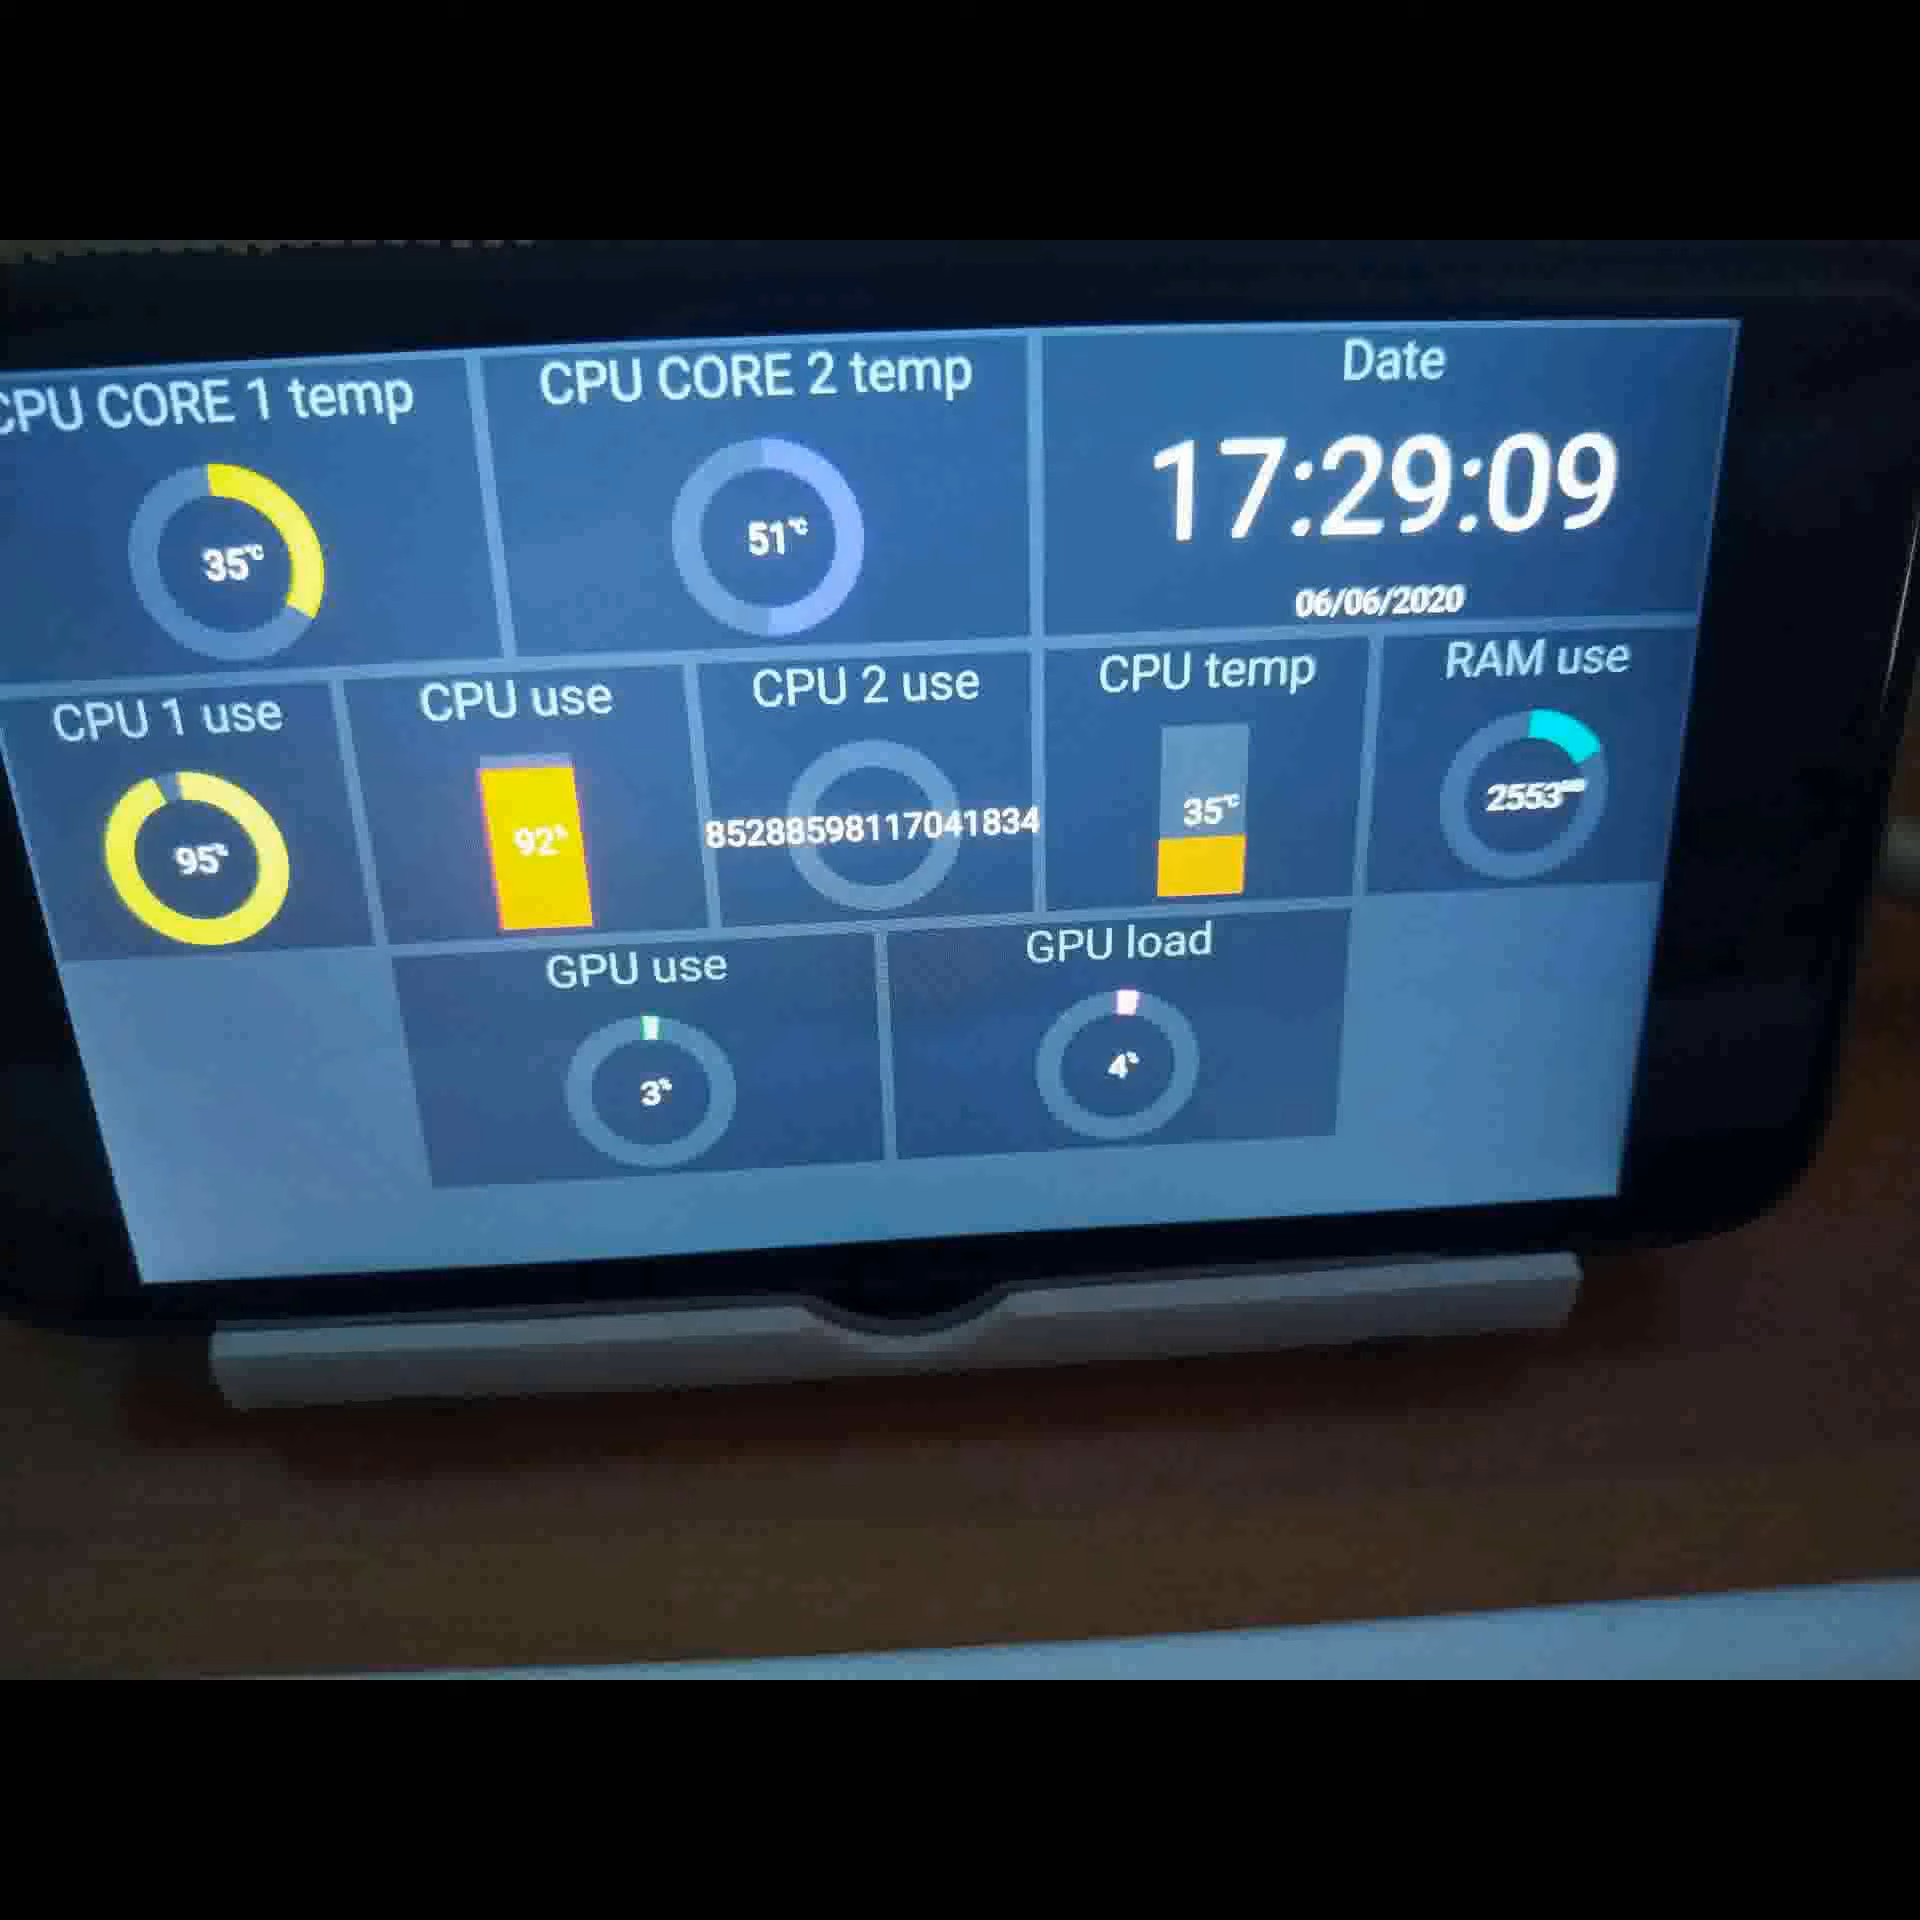 CPU CORE 1 temp
35°C
CPU CORE 2 temp
51°C
Date
17:29:09
06/06/2020
CPU 1 use
95%
CPU use
92%
CPU 2 use
85288598117041834
CPU temp
35°C
RAM use
2553
GPU use
3%
GPU load
4%